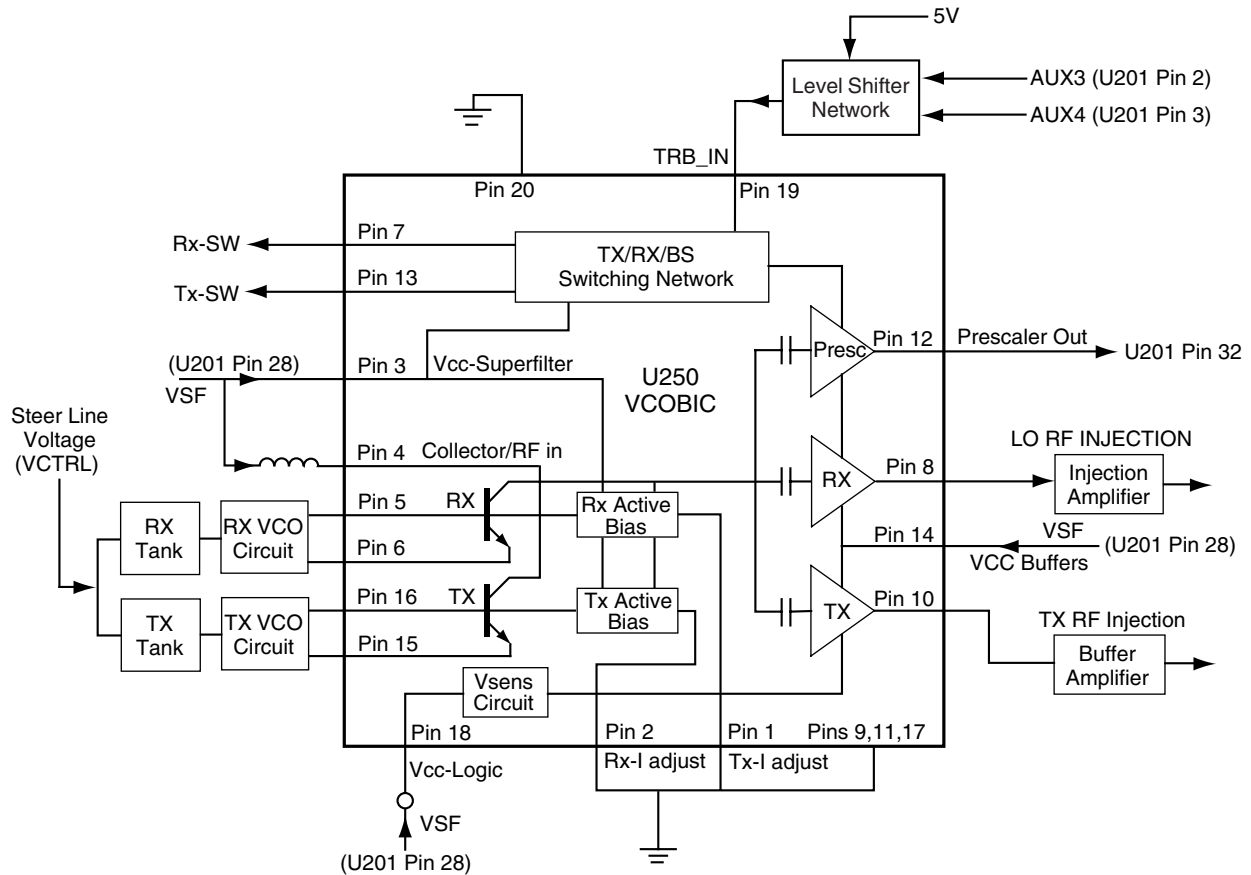 5V
Level Shifter
Network
AUX3 (U201 Pin 2)
AUX4 (U201 Pin 3)
TRB_IN
Pin 20
Pin 19
Rx-SW
Pin 7
TX/RX/BS
Switching Network
Tx-SW
Pin 13
Presc
Pin 12
Prescaler Out
U201 Pin 32
(U201 Pin 28)
VSF
Pin 3
Vcc-Superfilter
U250
VCOBIC
Steer Line
Voltage
(VCTRL)
Pin 4
Collector/RF in
LO RF INJECTION
RX
Pin 8
Injection
Amplifier
RX
Tank
RX VCO
Circuit
Pin 5
Pin 6
RX
Rx Active
Bias
Pin 14
VSF
VCC Buffers
(U201 Pin 28)
TX
Tank
TX VCO
Circuit
Pin 16
Pin 15
TX
Tx Active
Bias
TX
Pin 10
TX RF Injection
Buffer
Amplifier
Vsens
Circuit
Pin 18
Pin 2
Pin 1
Pins 9,11,17
Vcc-Logic
Rx-I adjust
Tx-I adjust
VSF
(U201 Pin 28)